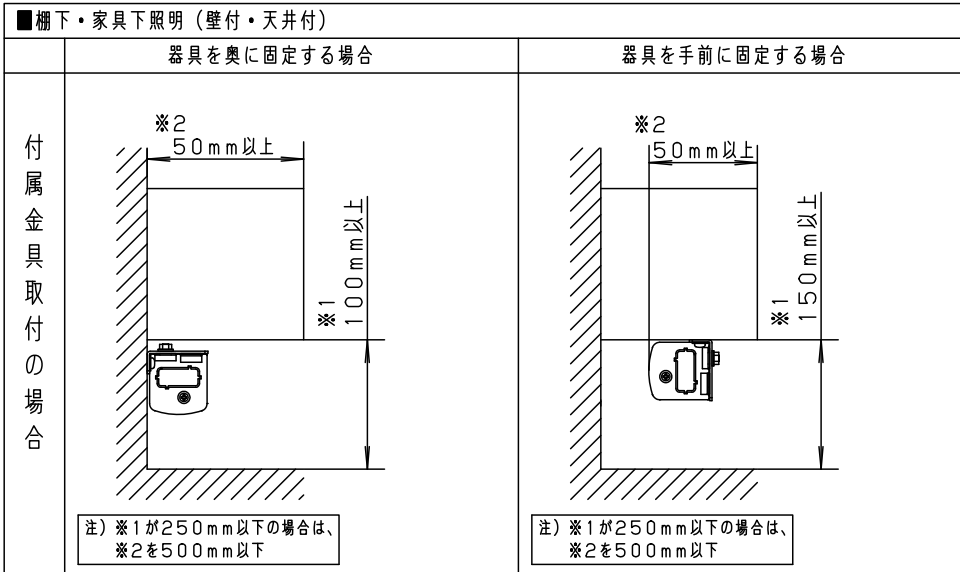 ■棚下・家具下照明（壁付・天井付）
器具を奥に固定する場合
器具を手前に固定する場合
付属金具取付の場合
※2
50mm以上
※1
100mm以上
注）※1が250mm以下の場合は、
※2を500mm以下
※2
50mm以上
※1
150mm以上
注）※1が250mm以下の場合は、
※2を500mm以下